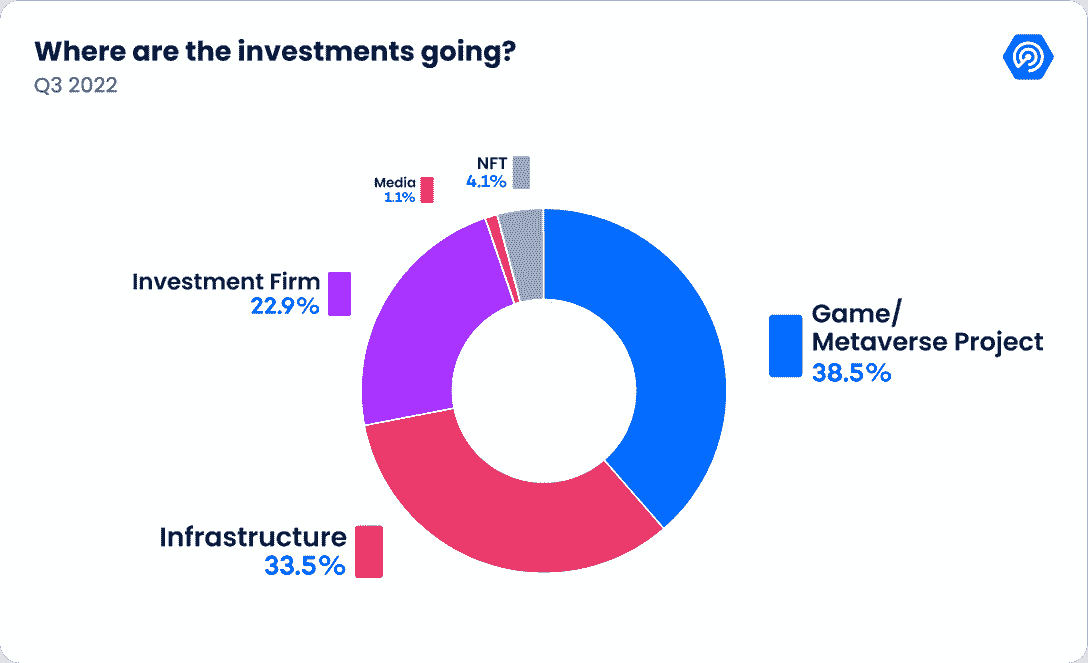 Where are the investments going?
Q3 2022
NFT
4.1%
Media
1.1%
Investment Firm
22.9%
Game/
Metaverse Project
38.5%
Infrastructure
33.5%